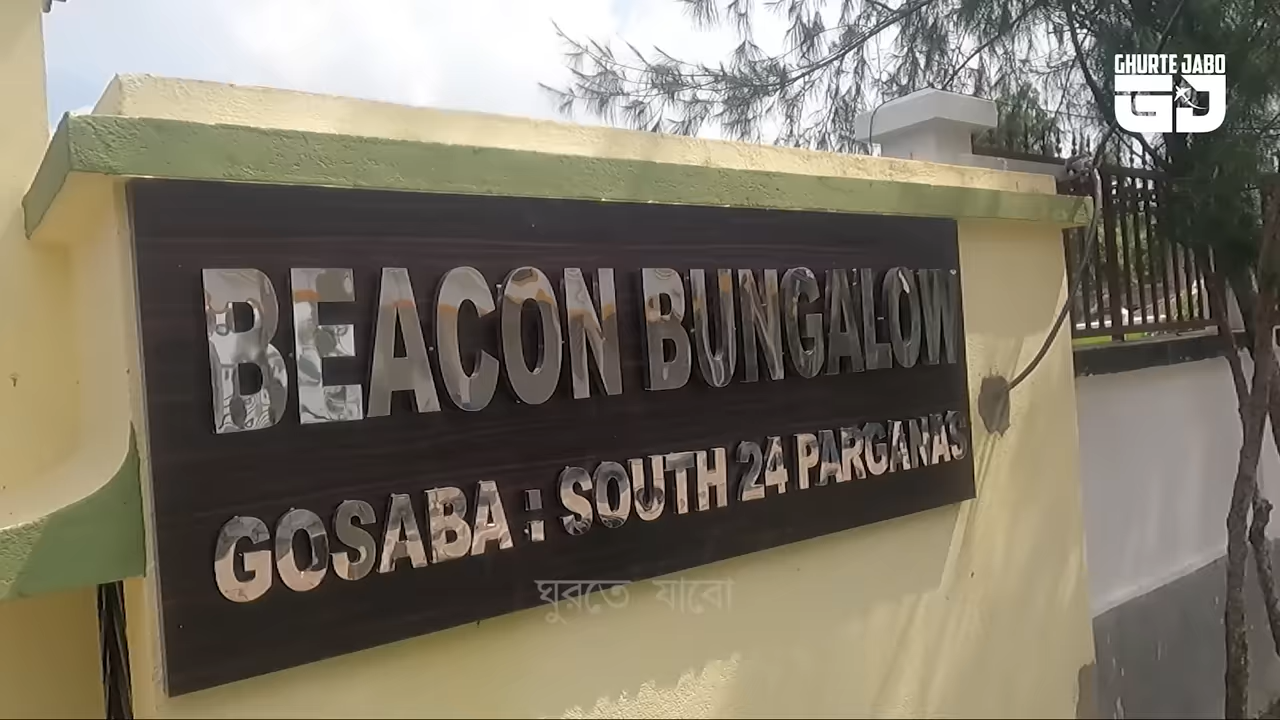 GHURTE JABO
GJ
BEACON BUNGALOW
GOSABA : SOUTH 24 PARGANAS
ঘুরতে যাবো